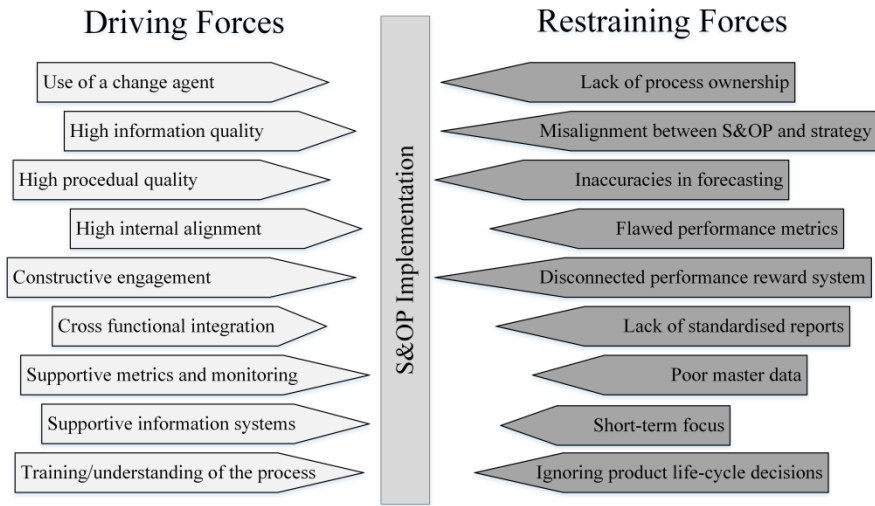 Driving Forces
Restraining Forces
Use of a change agent
Lack of process ownership
High information quality
Misalignment between S&OP and strategy
High procedual quality
Inaccuracies in forecasting
High internal alignment
Flawed performance metrics
Constructive engagement
Disconnected performance reward system
Cross functional integration
Lack of standardised reports
Supportive metrics and monitoring
Poor master data
Supportive information systems
Short-term focus
Training/understanding of the process
Ignoring product life-cycle decisions
S&OP Implementation